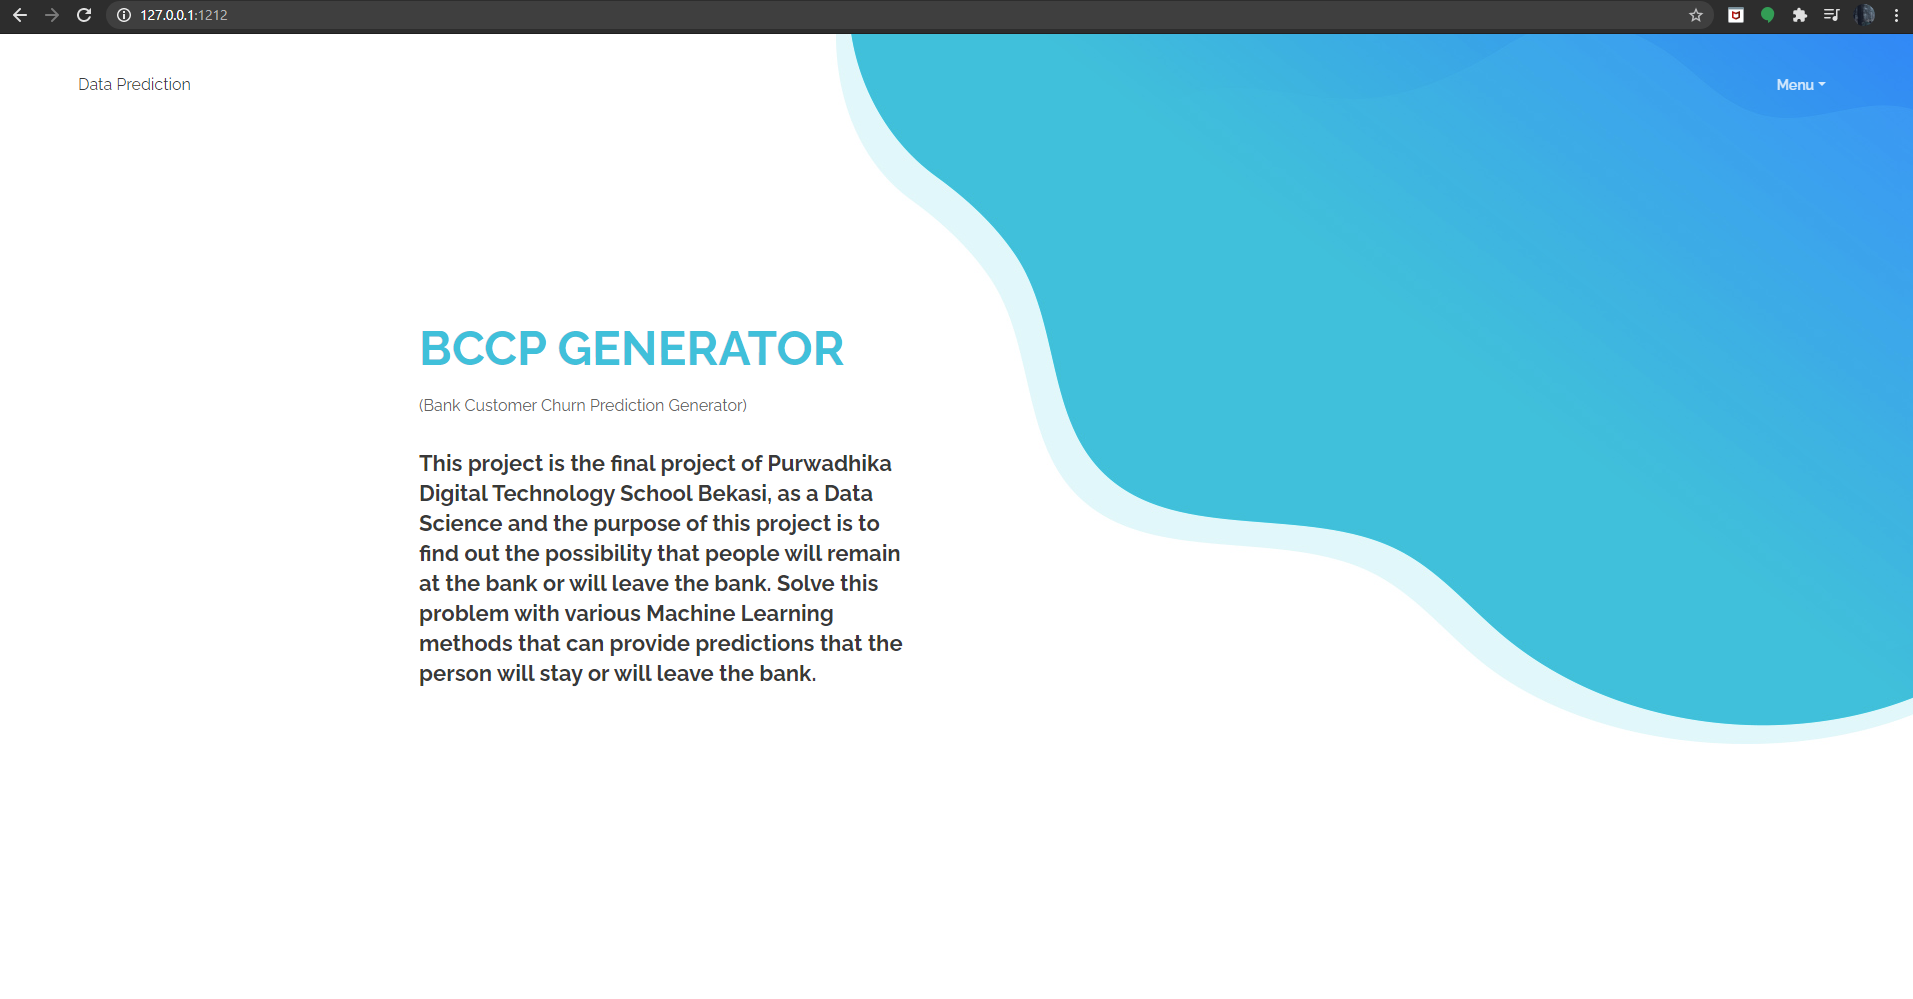 127.0.0.1:1212
Data Prediction
Menu
BCCP GENERATOR
(Bank Customer Churn Prediction Generator)
This project is the final project of Purwadhika
Digital Technology School Bekasi, as a Data
Science and the purpose of this project is to
find out the possibility that people will remain
at the bank or will leave the bank. Solve this
problem with various Machine Learning
methods that can provide predictions that the
person will stay or will leave the bank.